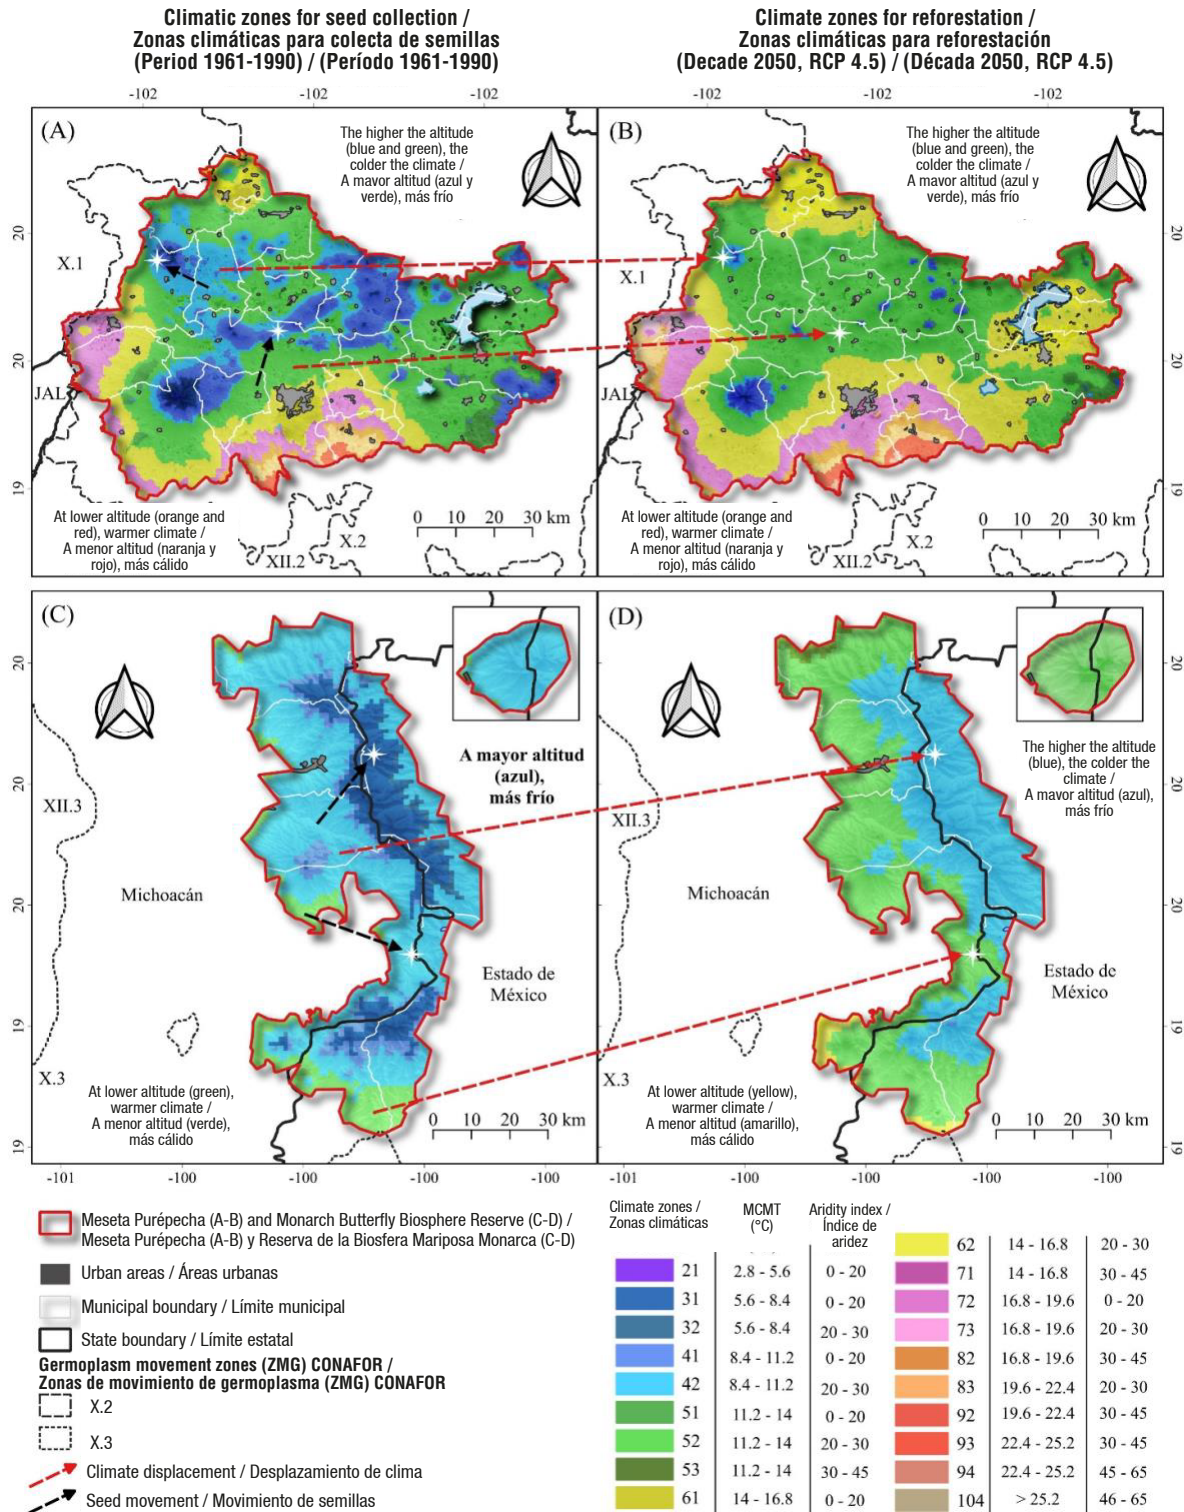 Climatic zones for seed collection /
Zonas climáticas para colecta de semillas
(Period 1961-1990) / (Período 1961-1990)
Climate zones for reforestation /
Zonas climáticas para reforestación
(Decade 2050, RCP 4.5) / (Década 2050, RCP 4.5)
-102 -102 -102
-102 -102
(A)
The higher the altitude
(blue and green), the
colder the climate /
A mavor altitud (azul y
verde), más frío
20
X.1
20
JAL
19
At lower altitude (orange and
red), warmer climate /
A menor altitud (naranja y
rojo), más cálido
XII.2
X.2
0 10 20 30 km
(B)
The higher the altitude
(blue and green), the
colder the climate /
A mavor altitud (azul y
verde), más frío
20
X.1
20
JAL
19
At lower altitude (orange and
red), warmer climate /
A menor altitud (naranja y
rojo), más cálido
XII.2
X.2
0 10 20 30 km
(C)
20
A mayor altitud
(azul),
más frío
20
XII.3
Michoacán
20
Estado de
México
19
X.3
At lower altitude (green),
warmer climate /
A menor altitud (verde),
más cálido
0 10 20 30 km
19
-101 -100 -100 -100 -100
(D)
20
The higher the altitude
(blue), the colder the
climate /
A mavor altitud (azul),
más frío
20
XII.3
Michoacán
20
Estado de
México
19
X.3
At lower altitude (yellow),
warmer climate /
A menor altitud (amarillo),
más cálido
0 10 20 30 km
19
-101 -100 -100 -100 -100
Meseta Purépecha (A-B) and Monarch Butterfly Biosphere Reserve (C-D) /
Meseta Purépecha (A-B) y Reserva de la Biosfera Mariposa Monarca (C-D)
Urban areas / Áreas urbanas
Municipal boundary / Límite municipal
State boundary / Límite estatal
Germoplasm movement zones (ZMG) CONAFOR /
Zonas de movimiento de germoplasma (ZMG) CONAFOR
X.2
X.3
Climate displacement / Desplazamiento de clima
Seed movement / Movimiento de semillas
Climate zones / Zonas climáticas
MCMT (°C)
Aridity index / Índice de aridez
21 2.8 - 5.6 0 - 20
31 5.6 - 8.4 0 - 20
32 5.6 - 8.4 20 - 30
41 8.4 - 11.2 0 - 20
42 8.4 - 11.2 20 - 30
51 11.2 - 14 0 - 20
52 11.2 - 14 20 - 30
53 11.2 - 14 30 - 45
61 14 - 16.8 0 - 20
62 14 - 16.8 20 - 30
71 14 - 16.8 30 - 45
72 16.8 - 19.6 0 - 20
73 16.8 - 19.6 20 - 30
82 16.8 - 19.6 30 - 45
83 19.6 - 22.4 20 - 30
92 19.6 - 22.4 30 - 45
93 22.4 - 25.2 30 - 45
94 22.4 - 25.2 45 - 65
104 > 25.2 46 - 65